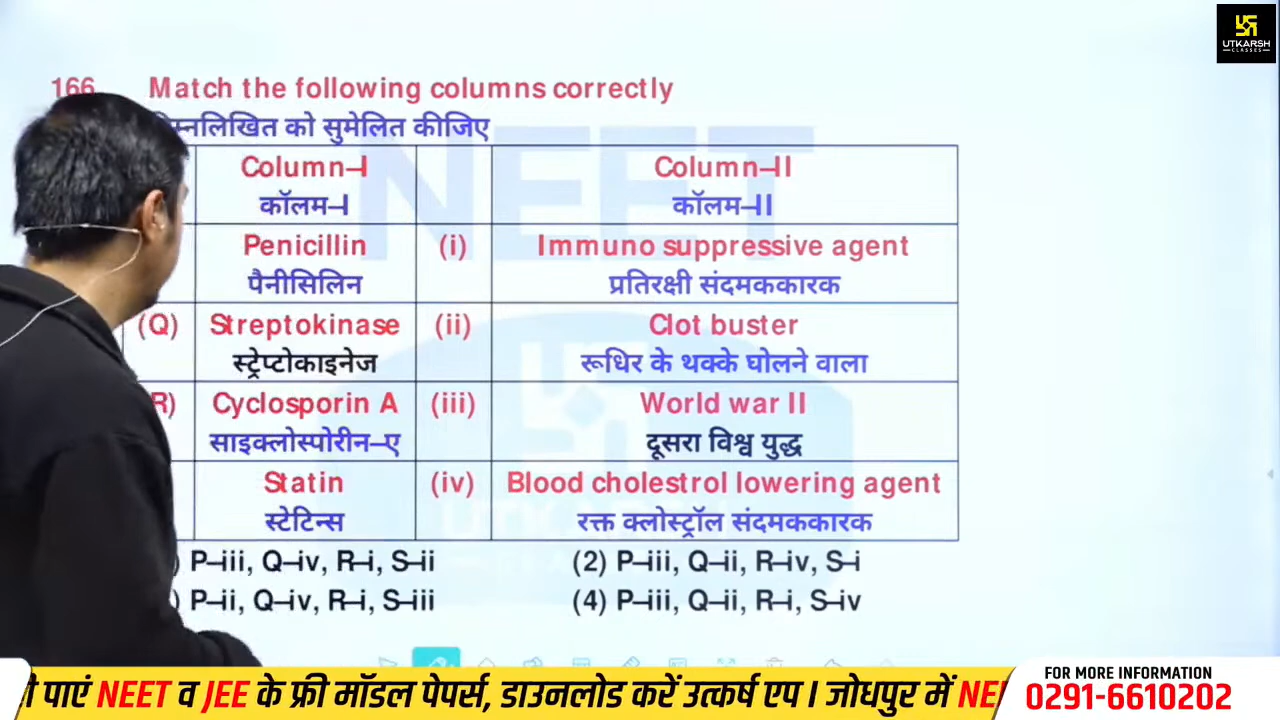 UTKARSH
CLASSES
166. Match the following columns correctly
निम्नलिखित को सुमेलित कीजिए
Column–I Column–II
कॉलम–I कॉलम–II
Penicillin (i) Immuno suppressive agent
पैनीसिलिन प्रतिरक्षी संदमककारक
(Q) Streptokinase (ii) Clot buster
स्ट्रेप्टोकाइनेज रूधिर के थक्के घोलने वाला
R) Cyclosporin A (iii) World war II
साइक्लोस्पोरीन–ए दूसरा विश्व युद्ध
Statin (iv) Blood cholestrol lowering agent
स्टेटिन्स रक्त क्लोस्ट्रॉल संदमककारक
) P–iii, Q–iv, R–i, S–ii (2) P–iii, Q–ii, R–iv, S–i
) P–ii, Q–iv, R–i, S–iii (4) P–iii, Q–ii, R–i, S–iv
पाएं NEET व JEE के फ्री मॉडल पेपर्स, डाउनलोड करें उत्कर्ष एप । जोधपुर में
FOR MORE INFORMATION
0291-6610202